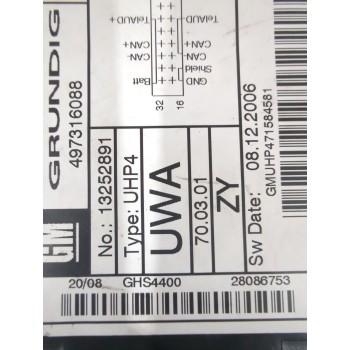 GRUNDIG
497316088
GM
No.: 13252891
Type: UHP4
UWA
70.03.01
ZY
Sw Date: 08.12.2006
GMUHP471584581
TelAUD+
CAN+
CAN-
Batt
32
TelAUD-
CAN+
CAN-
Shield
GND
16
20/08 GHS4400 28086753